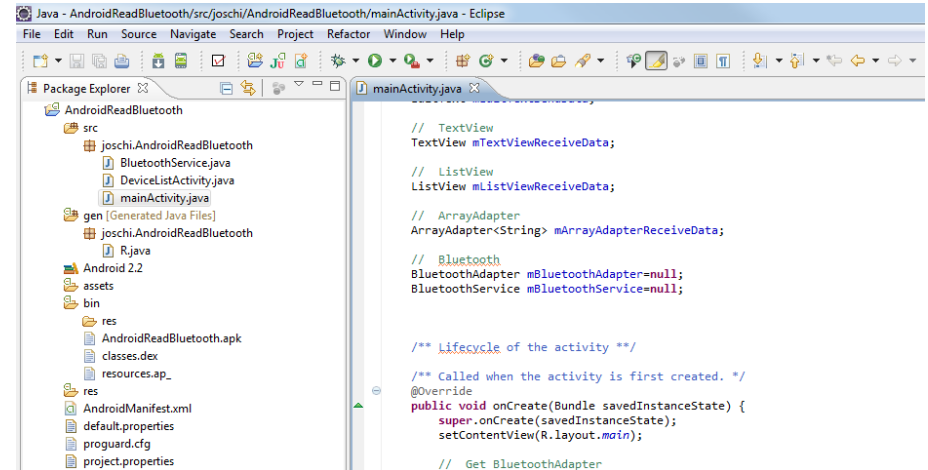 Java - AndroidReadBluetooth/src/joschi/AndroidReadBluetooth/mainActivity.java - Eclipse
File Edit Run Source Navigate Search Project Refactor Window Help
Package Explorer
AndroidReadBluetooth
src
joschi.AndroidReadBluetooth
BluetoothService.java
DeviceListActivity.java
mainActivity.java
gen [Generated Java Files]
joschi.AndroidReadBluetooth
R.java
Android 2.2
assets
bin
res
AndroidReadBluetooth.apk
classes.dex
resources.ap_
res
AndroidManifest.xml
default.properties
proguard.cfg
project.properties
mainActivity.java
// TextView
TextView mTextViewReceiveData;
// ListView
ListView mListViewReceiveData;
// ArrayAdapter
ArrayAdapter<String> mArrayAdapterReceiveData;
// Bluetooth
BluetoothAdapter mBluetoothAdapter=null;
BluetoothService mBluetoothService=null;
/** Lifecycle of the activity **/
/** Called when the activity is first created. */
@Override
public void onCreate(Bundle savedInstanceState) {
super.onCreate(savedInstanceState);
setContentView(R.layout.main);
// Get BluetoothAdapter